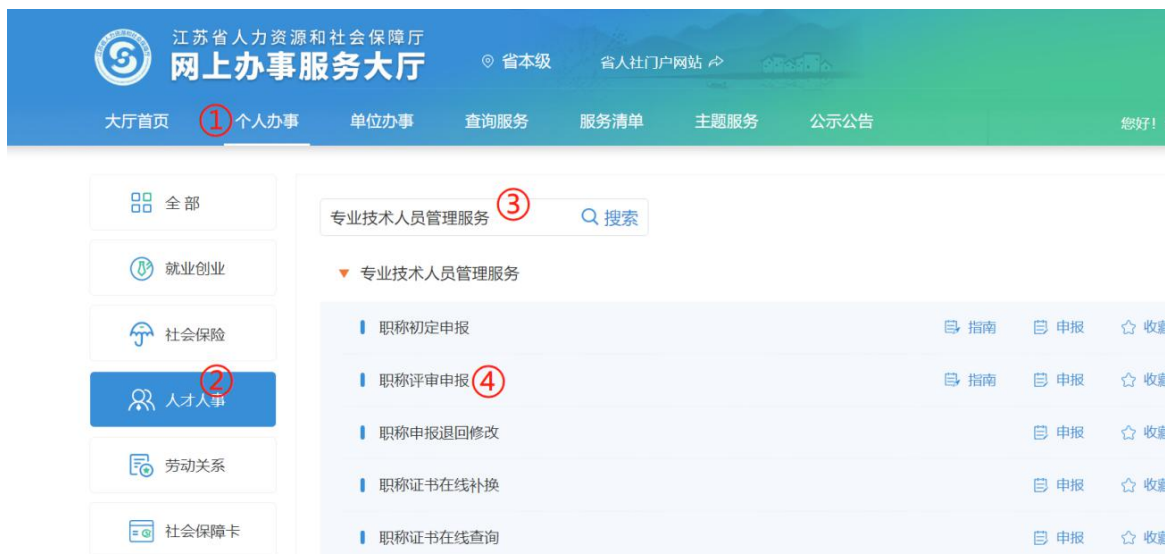 江苏省人力资源和社会保障厅
网上办事服务大厅
省本级 省人社门户网站
大厅首页 ① 个人办事 单位办事 查询服务 服务清单 主题服务 公示公告 您好!
全部
就业创业
社会保险
② 人才人事
劳动关系
社会保障卡
专业技术人员管理服务 ③ 搜索
专业技术人员管理服务
职称初定申报 指南 申报 收
职称评审申报 ④ 指南 申报 收
职称申报退回修改 申报 收
职称证书在线补换 申报 收
职称证书在线查询 申报 收